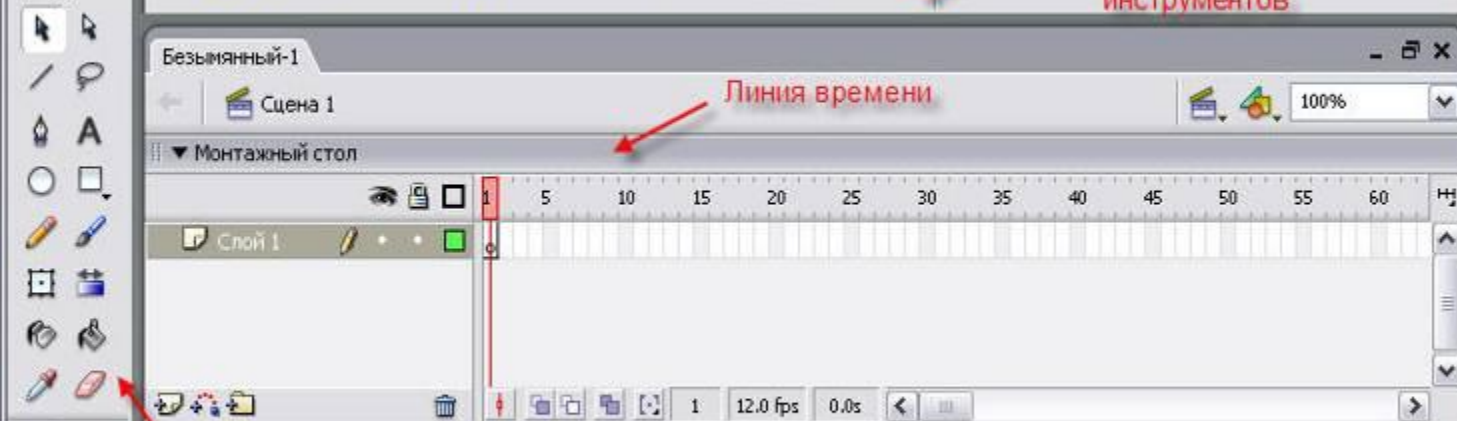 инструментов
Безымянный-1
Сцена 1
Линия времени
100%
Монтажный стол
1 5 10 15 20 25 30 35 40 45 50 55 60
Слой 1
1 12.0 fps 0.0s
A